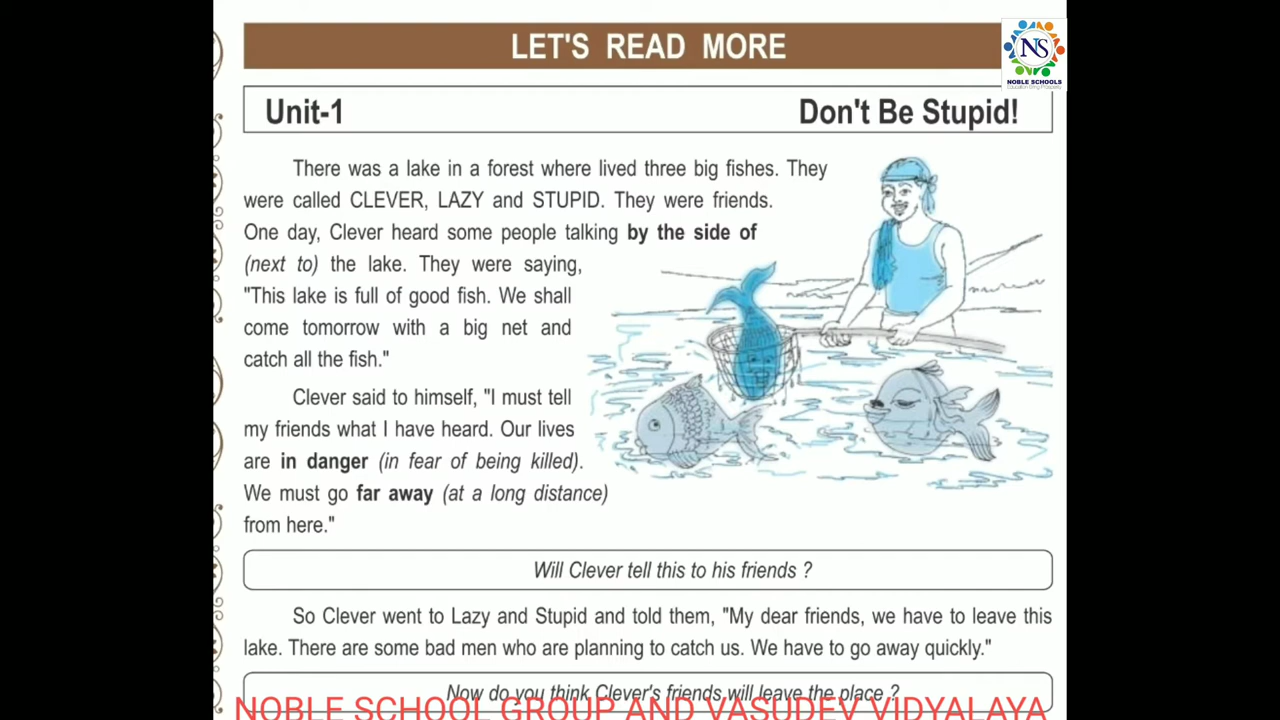 LET'S READ MORE
NS
NOBLE SCHOOLS
Unit-1 Don't Be Stupid!
There was a lake in a forest where lived three big fishes. They
were called CLEVER, LAZY and STUPID. They were friends.
One day, Clever heard some people talking by the side of
(next to) the lake. They were saying,
"This lake is full of good fish. We shall
come tomorrow with a big net and
catch all the fish."
Clever said to himself, "I must tell
my friends what I have heard. Our lives
are in danger (in fear of being killed).
We must go far away (at a long distance)
from here."
Will Clever tell this to his friends ?
So Clever went to Lazy and Stupid and told them, "My dear friends, we have to leave this
lake. There are some bad men who are planning to catch us. We have to go away quickly."
Now do you think Clever's friends will leave the place ?
NOBLE SCHOOL GROUP AND VASUDEV VIDYALAYA